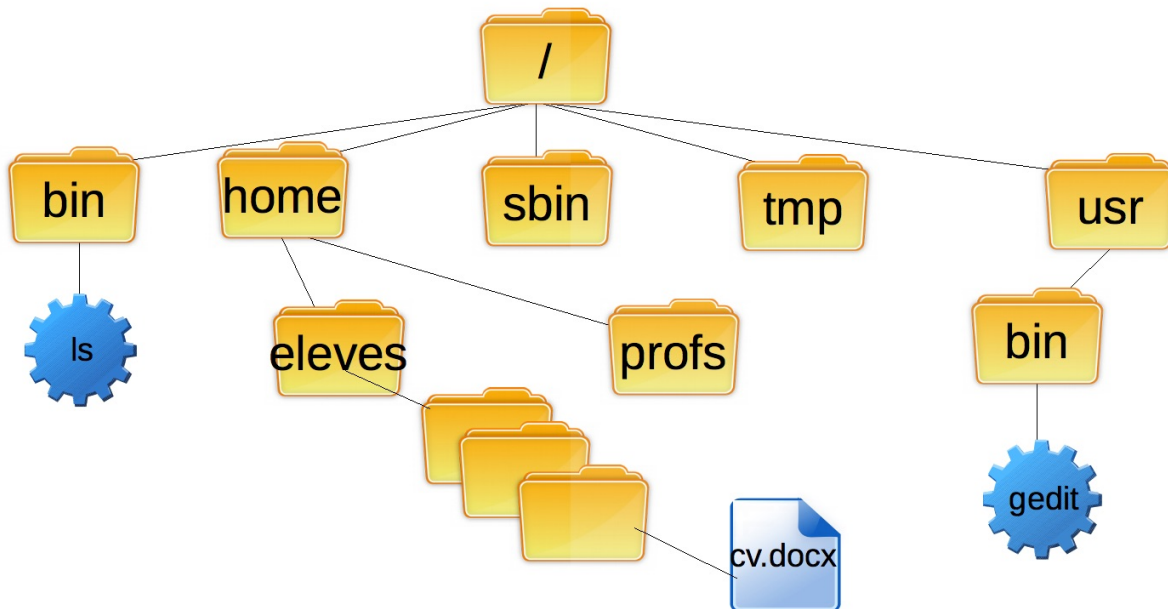 /
bin
home
sbin
tmp
usr
ls
eleves
profs
bin
cv.docx
gedit